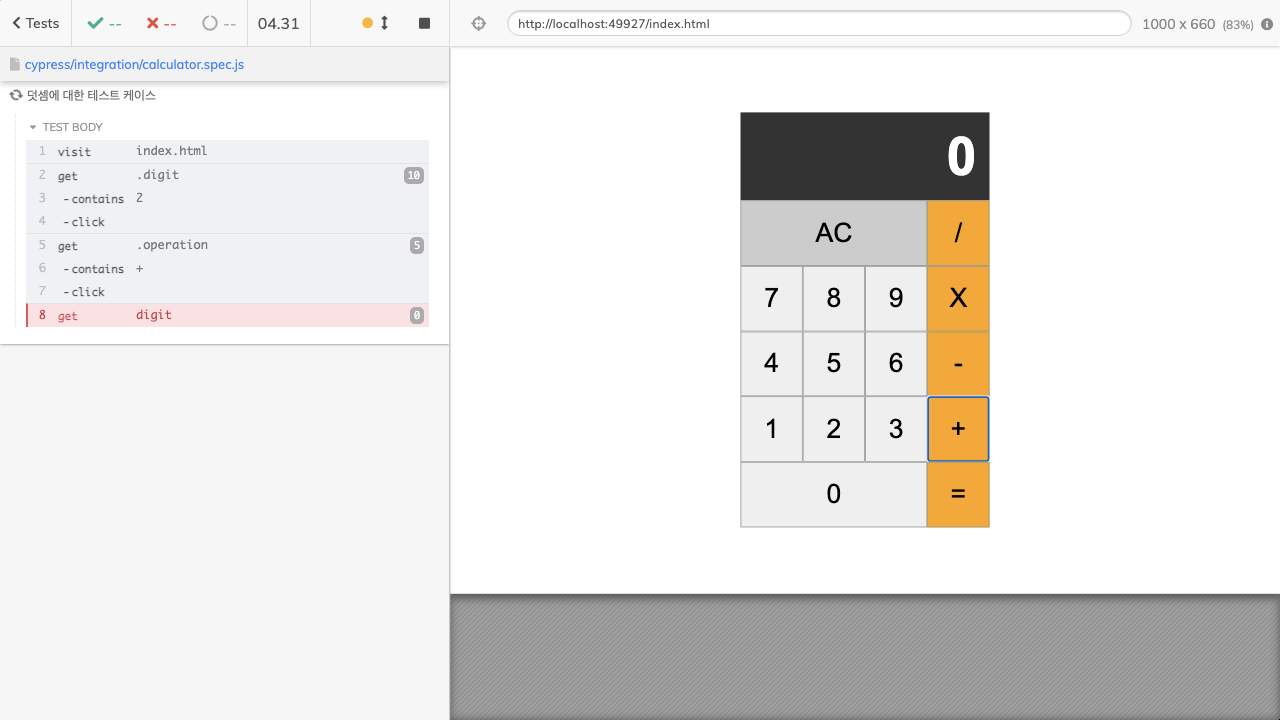 Tests -- -- -- 04.31
http://localhost:49927/index.html 1000 x 660 (83%)
cypress/integration/calculator.spec.js
덧셈에 대한 테스트 케이스
TEST BODY
1 visit index.html
2 get .digit 10
3 -contains 2
4 -click
5 get .operation 5
6 -contains +
7 -click
8 get digit 0
0
AC /
7 8 9 X
4 5 6 -
1 2 3 +
0 =